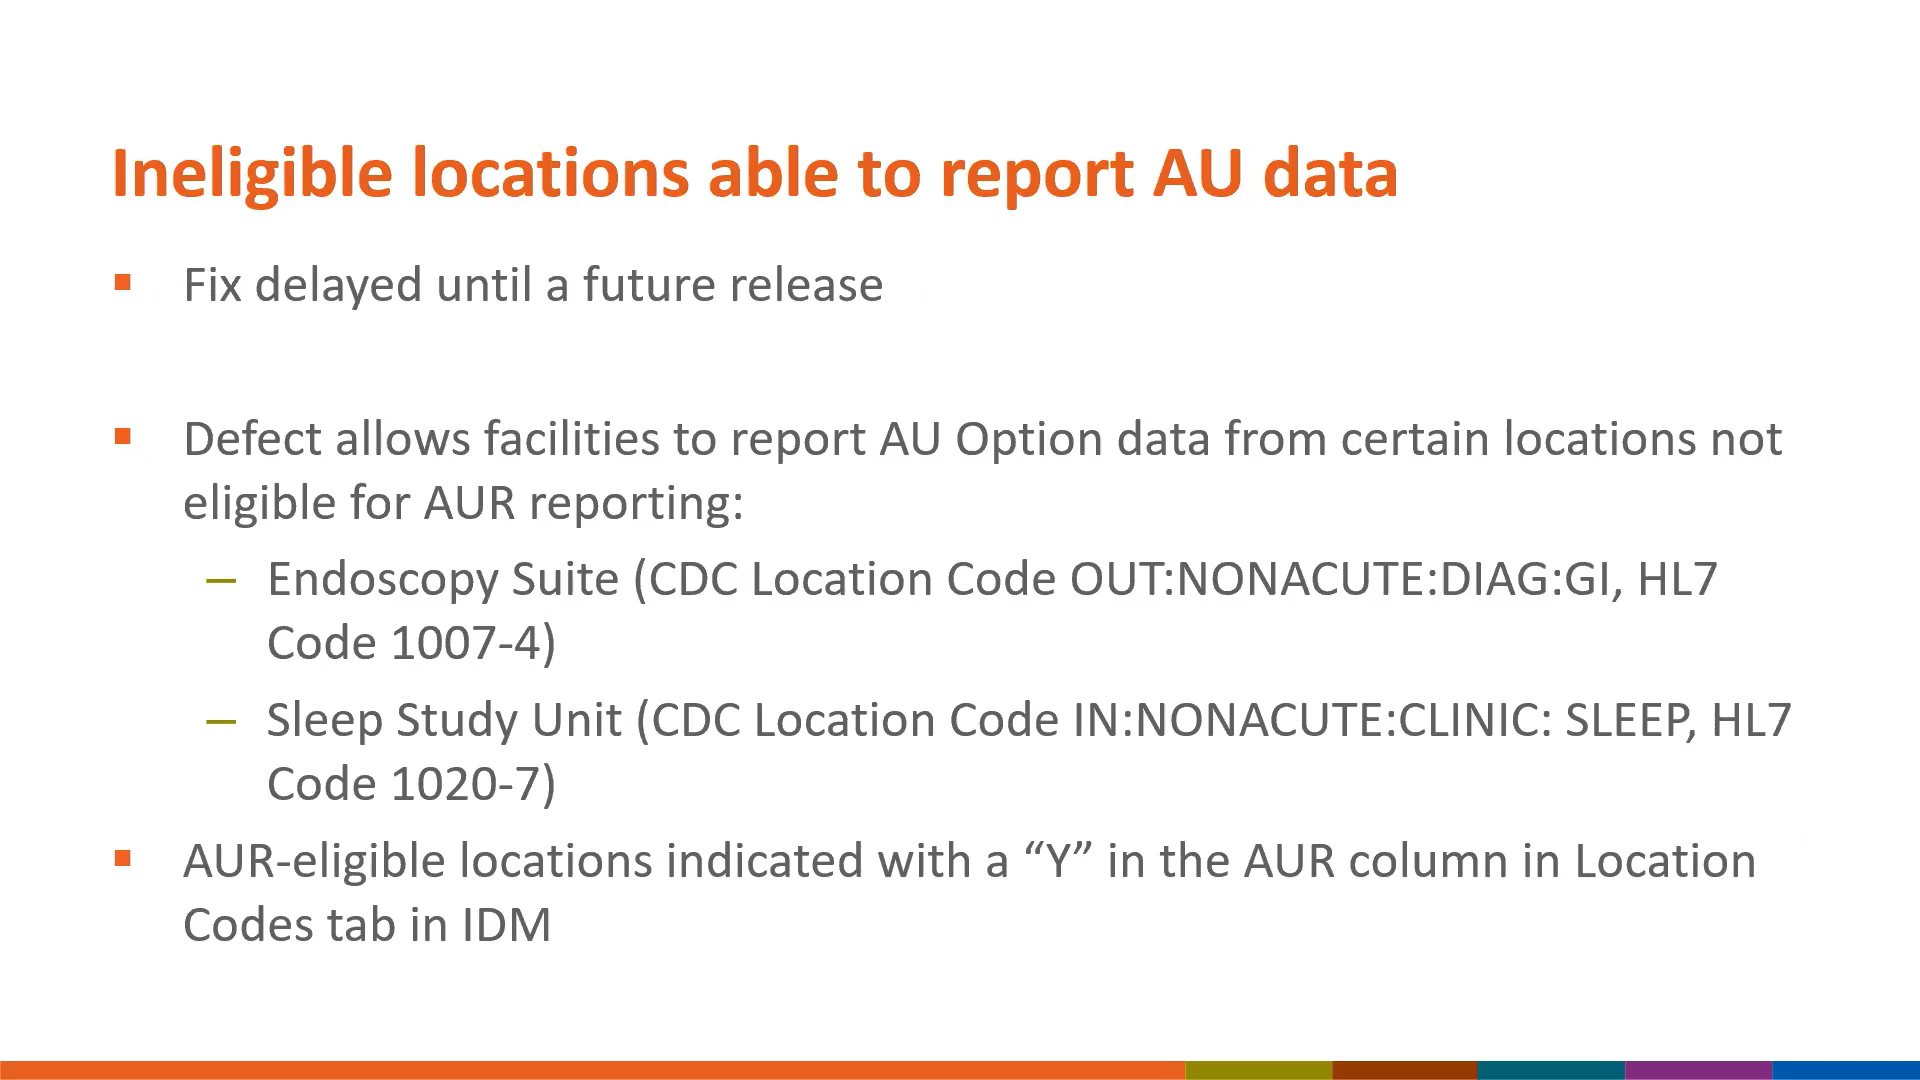 Ineligible locations able to report AU data
▪ Fix delayed until a future release
▪ Defect allows facilities to report AU Option data from certain locations not
eligible for AUR reporting:
– Endoscopy Suite (CDC Location Code OUT:NONACUTE:DIAG:GI, HL7
Code 1007-4)
– Sleep Study Unit (CDC Location Code IN:NONACUTE:CLINIC: SLEEP, HL7
Code 1020-7)
▪ AUR-eligible locations indicated with a “Y” in the AUR column in Location
Codes tab in IDM